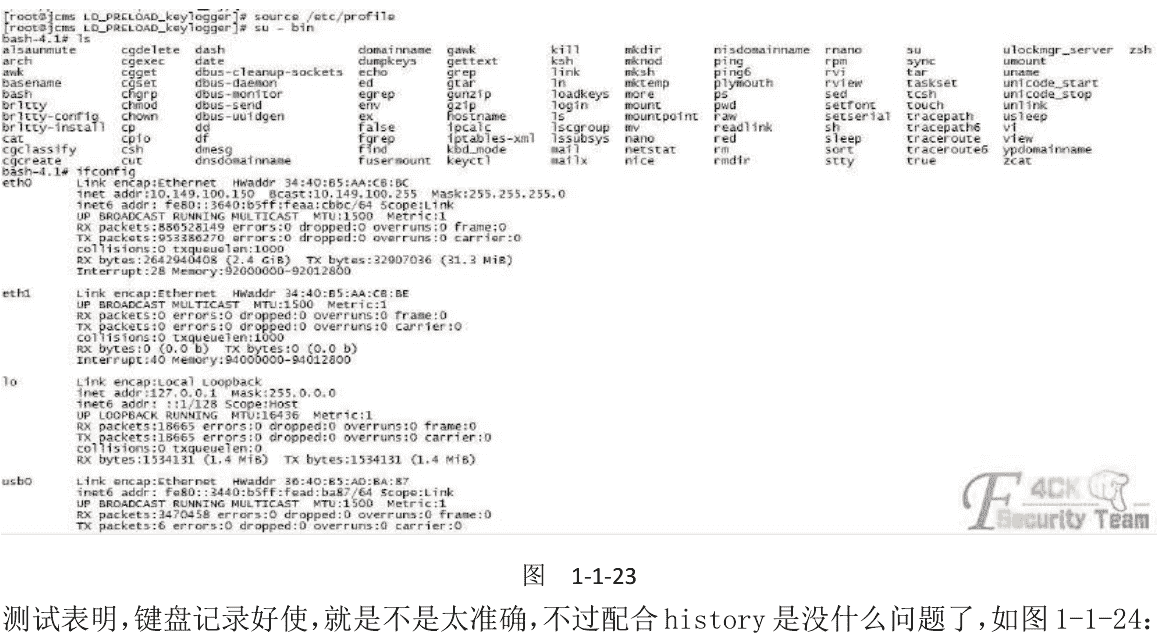 [root@jcms LD_PRELOAD_keylogger]# source /etc/profile
[root@jcms LD_PRELOAD_keylogger]# su - bin
bash-4.1# ls
alsaunmute cgdelete dash domainname gawk kill mkdir nisdomainname rnano su ulockmgr_server zsh
arch cgexec date dumpkeys gettext ksh mknod ping rpm sync umount
awk cgget dbus-cleanup-sockets echo grep link mksh ping6 rvi tar uname
basename cgset dbus-daemon ed gtar ln mktemp plymouth rview taskset unicode_start
bash chgrp dbus-monitor egrep gunzip loadkeys more ps sed tcsh unicode_stop
brltty chmod dbus-send env gzip login mount pwd setfont touch unlink
brltty-config chown dbus-uuidgen ex hostname ls mountpoint raw setserial tracepath usleep
brltty-install cp dd false ipcalc lscgroup mv readlink sh tracepath6 vi
cat cpio df fgrep iptables-xml lssubsys nano red sleep traceroute view
cgclassify csh dmesg find kbd_mode mail netstat rm sort traceroute6 ypdomainname
cgcreate cut dnsdomainname fusermount keyctl mailx nice rmdir stty true zcat
bash-4.1# ifconfig
eth0 Link encap:Ethernet HWaddr 34:40:B5:AA:CB:BC
inet addr:10.149.100.150 Bcast:10.149.100.255 Mask:255.255.255.0
inet6 addr: fe80::3640:b5ff:feaa:cbbc/64 Scope:Link
UP BROADCAST RUNNING MULTICAST MTU:1500 Metric:1
RX packets:886528149 errors:0 dropped:0 overruns:0 frame:0
TX packets:953386270 errors:0 dropped:0 overruns:0 carrier:0
collisions:0 txqueuelen:1000
RX bytes:2642940408 (2.4 GiB) TX bytes:32907036 (31.3 MiB)
Interrupt:28 Memory:92000000-92012800
eth1 Link encap:Ethernet HWaddr 34:40:B5:AA:CB:BE
UP BROADCAST MULTICAST MTU:1500 Metric:1
RX packets:0 errors:0 dropped:0 overruns:0 frame:0
TX packets:0 errors:0 dropped:0 overruns:0 carrier:0
collisions:0 txqueuelen:1000
RX bytes:0 (0.0 b) TX bytes:0 (0.0 b)
Interrupt:40 Memory:94000000-94012800
lo Link encap:Local Loopback
inet addr:127.0.0.1 Mask:255.0.0.0
inet6 addr: ::1/128 Scope:Host
UP LOOPBACK RUNNING MTU:16436 Metric:1
RX packets:18665 errors:0 dropped:0 overruns:0 frame:0
TX packets:18665 errors:0 dropped:0 overruns:0 carrier:0
collisions:0 txqueuelen:0
RX bytes:1534131 (1.4 MiB) TX bytes:1534131 (1.4 MiB)
usb0 Link encap:Ethernet HWaddr 36:40:B5:AD:BA:87
inet6 addr: fe80::3440:b5ff:fead:ba87/64 Scope:Link
UP BROADCAST RUNNING MULTICAST MTU:1500 Metric:1
RX packets:3470458 errors:0 dropped:0 overruns:0 frame:0
TX packets:6 errors:0 dropped:0 overruns:0 carrier:0
F4CK
Security Team
图 1-1-23
测试表明,键盘记录好使,就是不是太准确,不过配合history是没什么问题了,如图1-1-24: